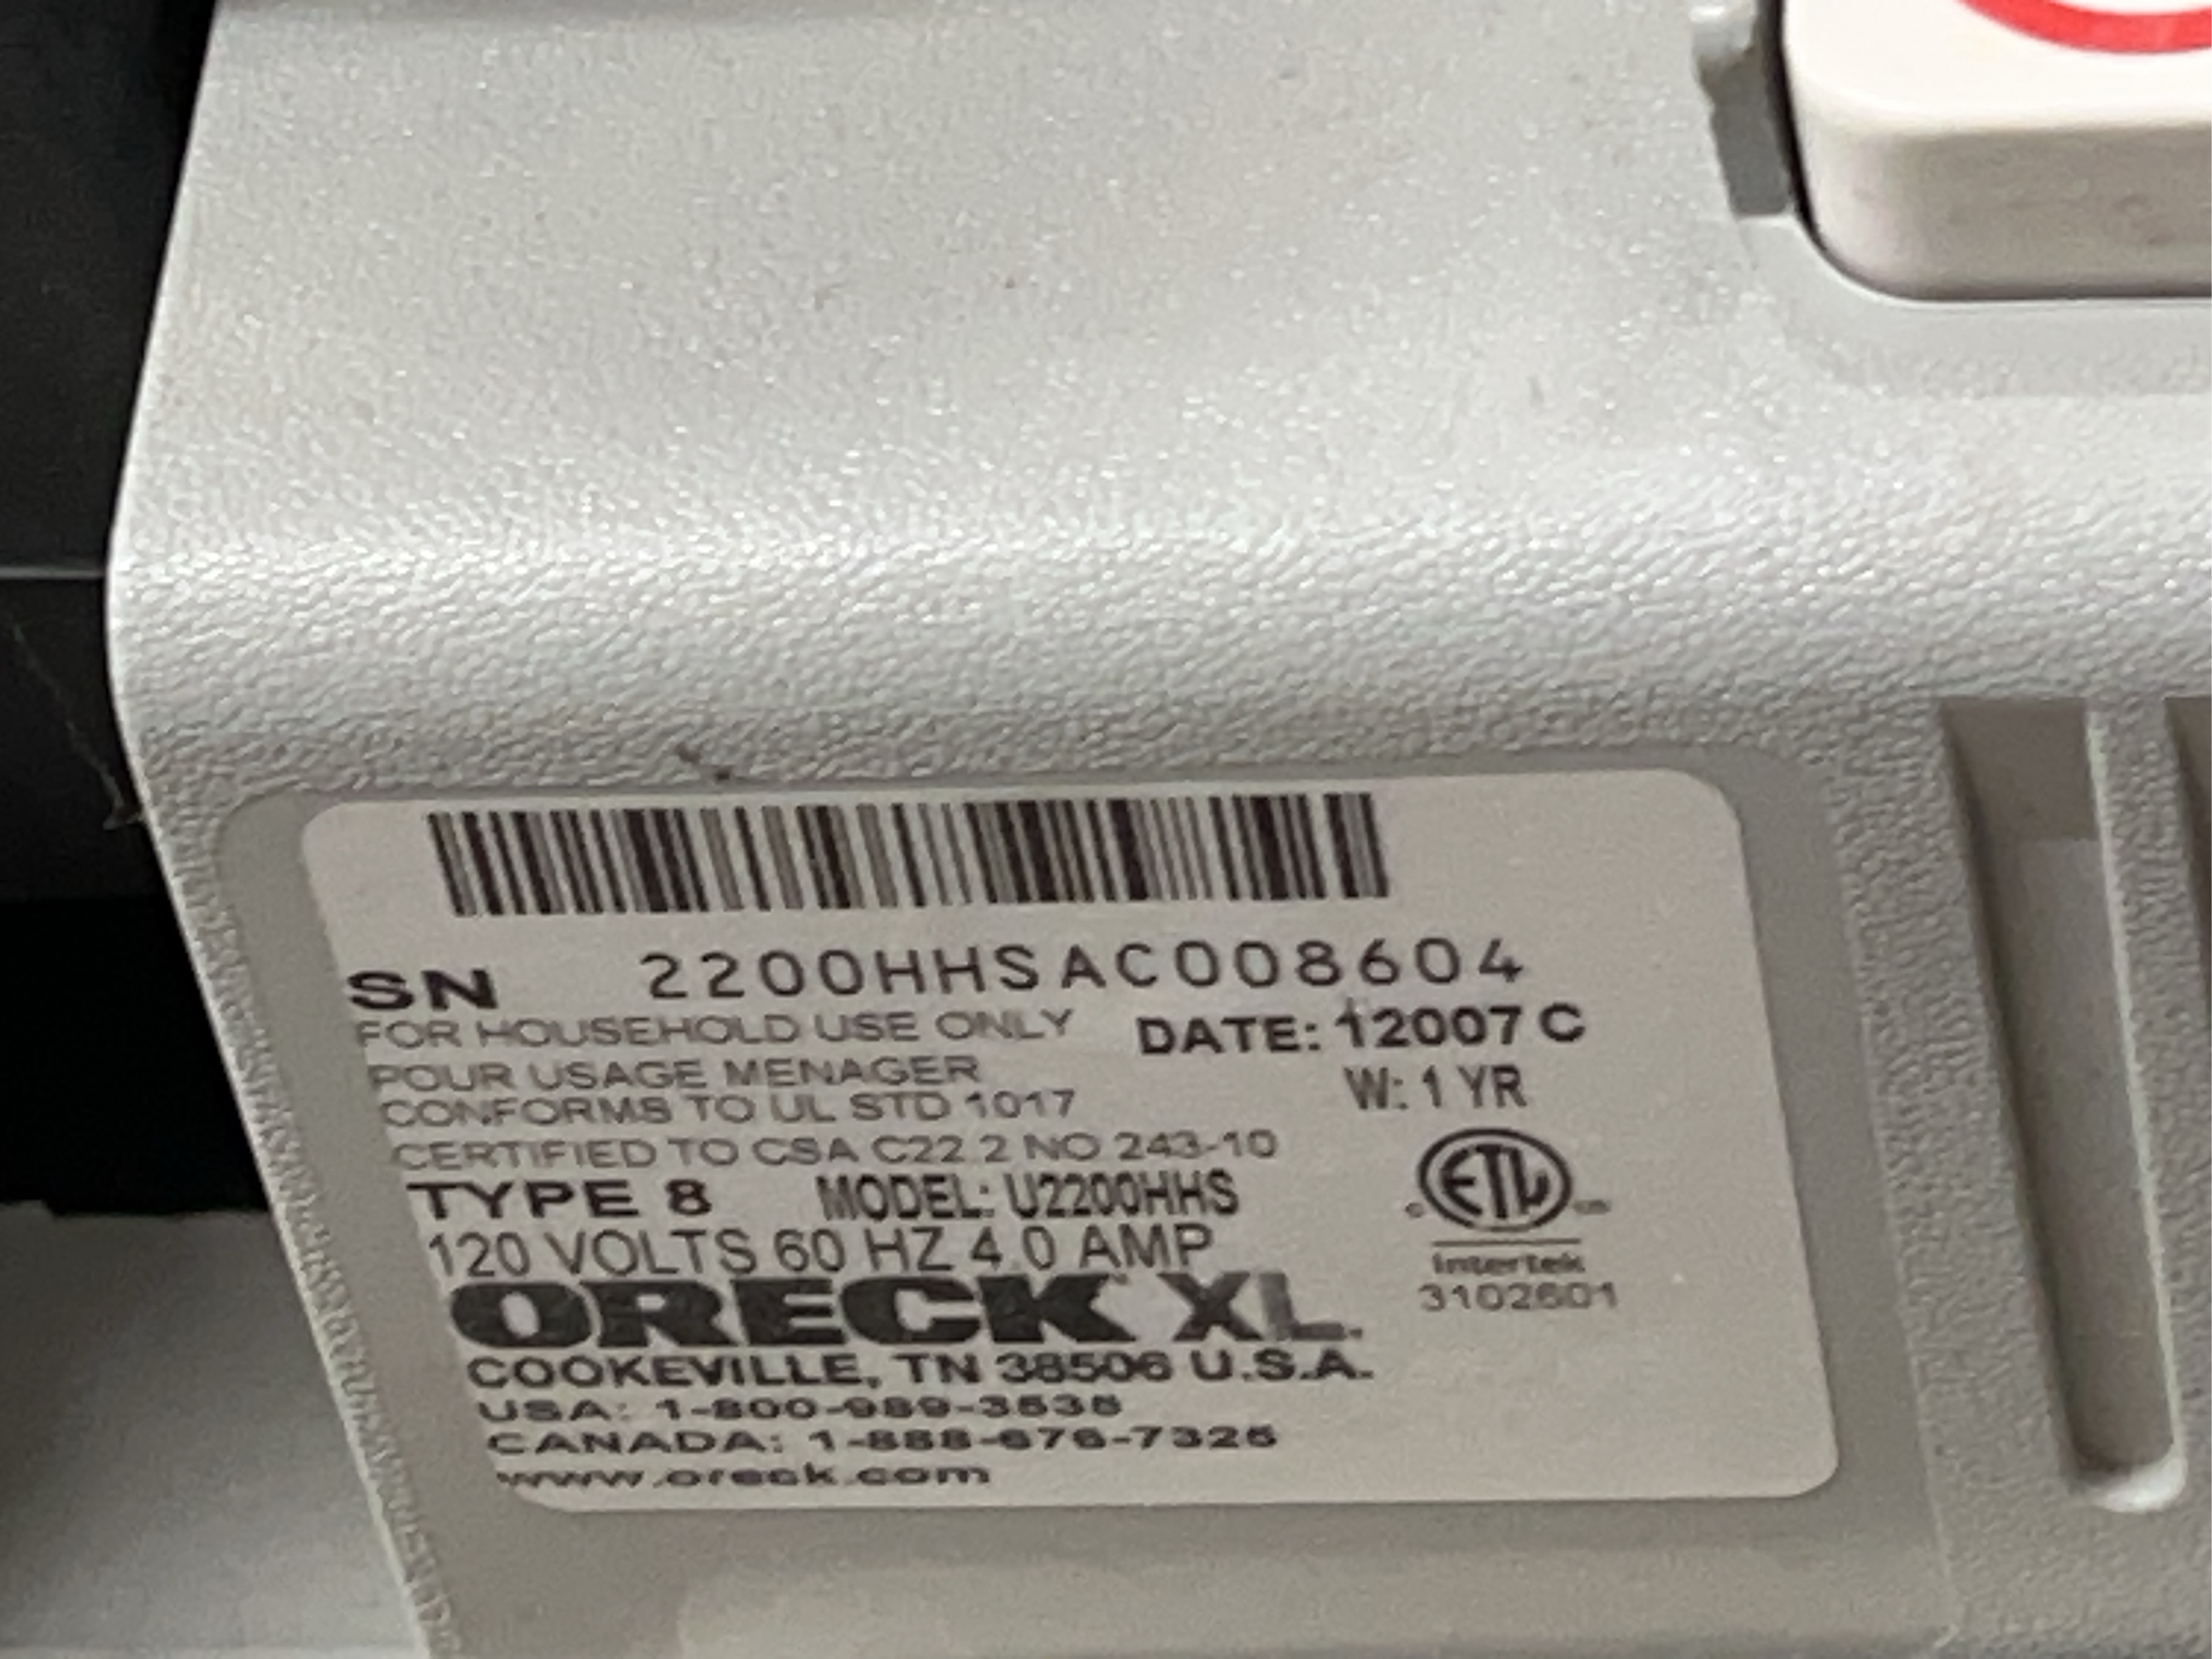 SN 2200HHSAC008604
FOR HOUSEHOLD USE ONLY DATE: 12007 C
POUR USAGE MENAGER W: 1 YR
CONFORMS TO UL STD 1017
CERTIFIED TO CSA C22.2 NO 243-10
TYPE 8 MODEL: U2200HHS
120 VOLTS 60 HZ 4.0 AMP
ETL
Intertek
3102601
ORECK XL.
COOKEVILLE, TN 38506 U.S.A.
USA: 1-800-989-3535
CANADA: 1-888-676-7325
www.oreck.com